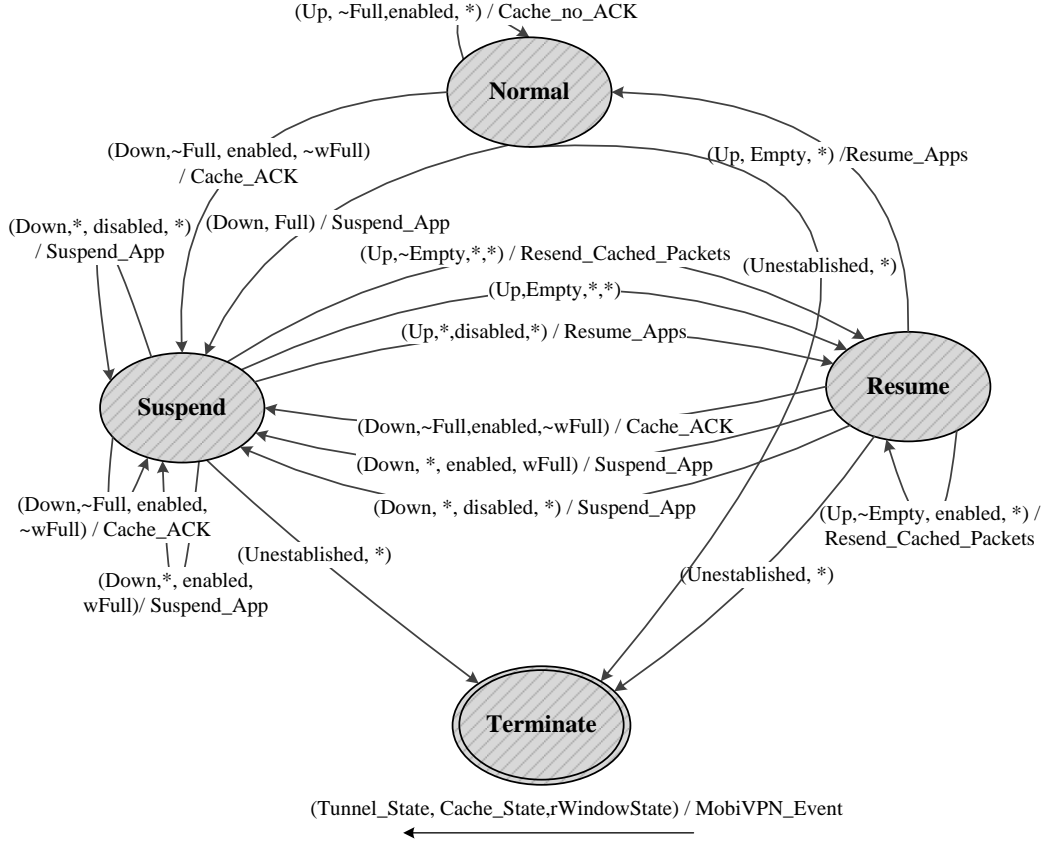 (Up, ~Full,enabled, *) / Cache_no_ACK
Normal
(Down,~Full, enabled, ~wFull)
/ Cache_ACK
(Up, Empty, *) /Resume_Apps
(Down,*, disabled, *)
/ Suspend_App
(Down, Full) / Suspend_App
(Up,~Empty,*,*) / Resend_Cached_Packets
(Unestablished, *)
(Up,Empty,*,*)
(Up,*,disabled,*) / Resume_Apps
Suspend
Resume
(Down,~Full,enabled,~wFull) / Cache_ACK
(Down, *, enabled, wFull) / Suspend_App
(Down, *, disabled, *) / Suspend_App
(Down,~Full, enabled,
~wFull) / Cache_ACK
(Up,~Empty, enabled, *) /
Resend_Cached_Packets
(Unestablished, *)
(Down,*, enabled,
wFull)/ Suspend_App
(Unestablished, *)
Terminate
(Tunnel_State, Cache_State,rWindowState) / MobiVPN_Event